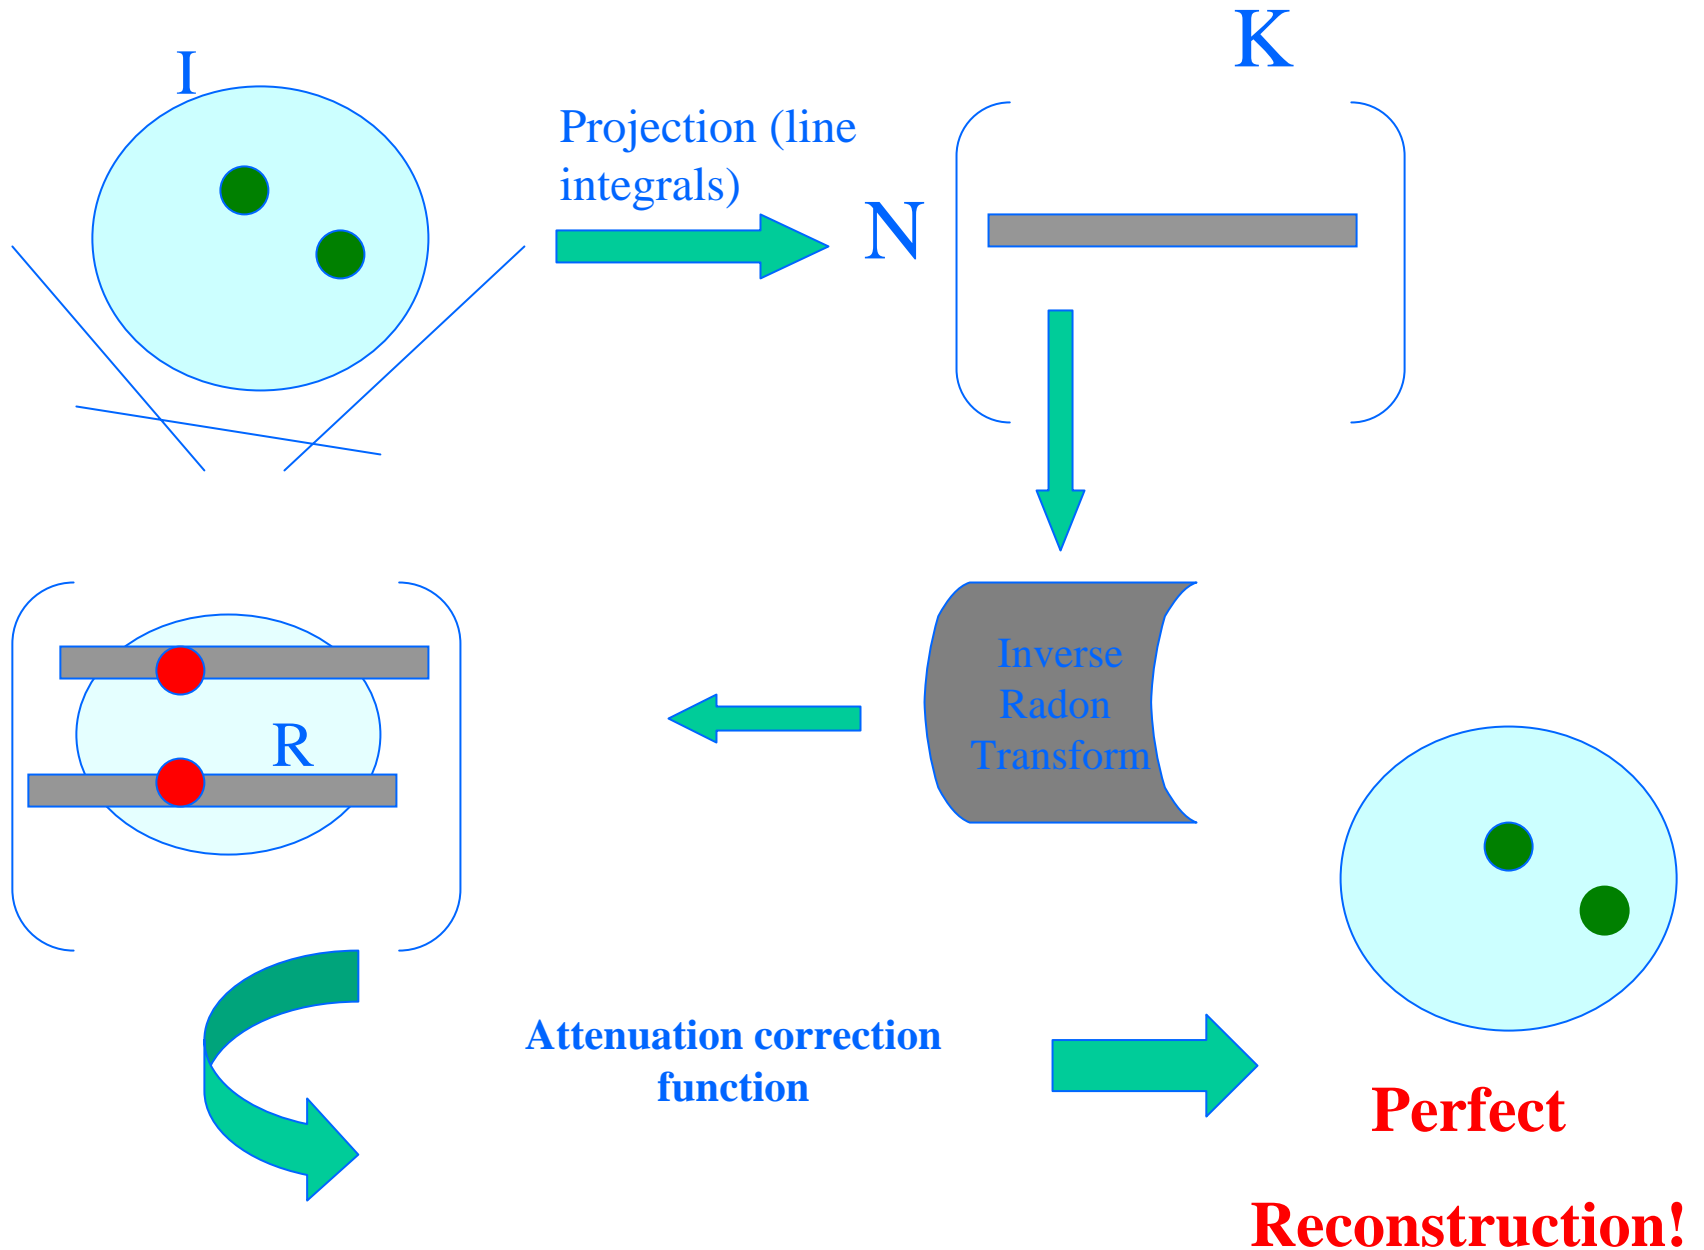 I
K
Projection (line
integrals)
N
Inverse
Radon
Transform
R
Attenuation correction
function
Perfect
Reconstruction!